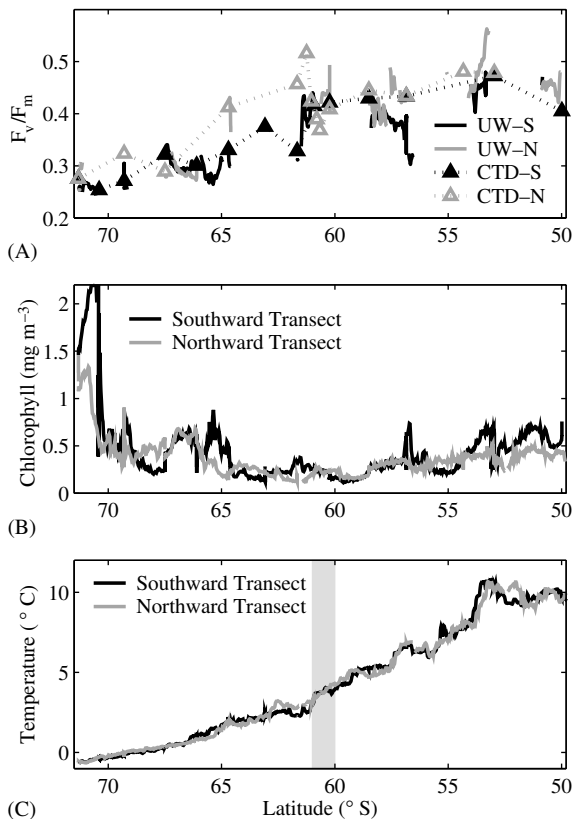 0.5
0.4
0.3
0.2
Fv/Fm
UW–S
UW–N
CTD–S
CTD–N
70 65 60 55 50
(A)
2
1.5
1
0.5
0
Chlorophyll (mg m⁻³)
Southward Transect
Northward Transect
70 65 60 55 50
(B)
10
5
0
Temperature ( ° C)
Southward Transect
Northward Transect
70 65 60 55 50
(C)
Latitude (° S)